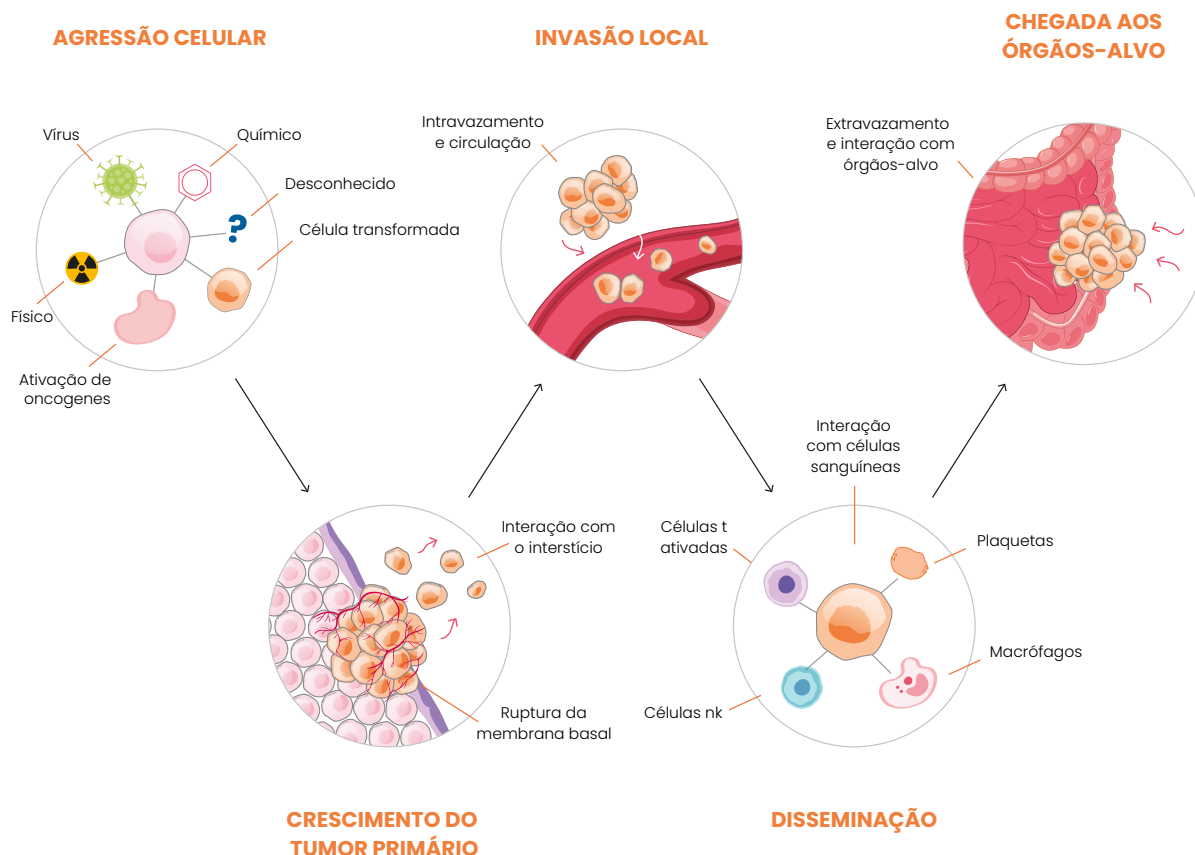 AGRESSÃO CELULAR
Vírus
Químico
Desconhecido
?
Célula transformada
Físico
Ativação de
oncogenes
CRESCIMENTO DO
TUMOR PRIMÁRIO
Interação com
o interstício
Ruptura da
membrana basal
INVASÃO LOCAL
Intravazamento
e circulação
DISSEMINAÇÃO
Interação
com células
sanguíneas
Células t
ativadas
Plaquetas
Macrófagos
Células nk
CHEGADA AOS
ÓRGÃOS-ALVO
Extravazamento
e interação com
órgãos-alvo